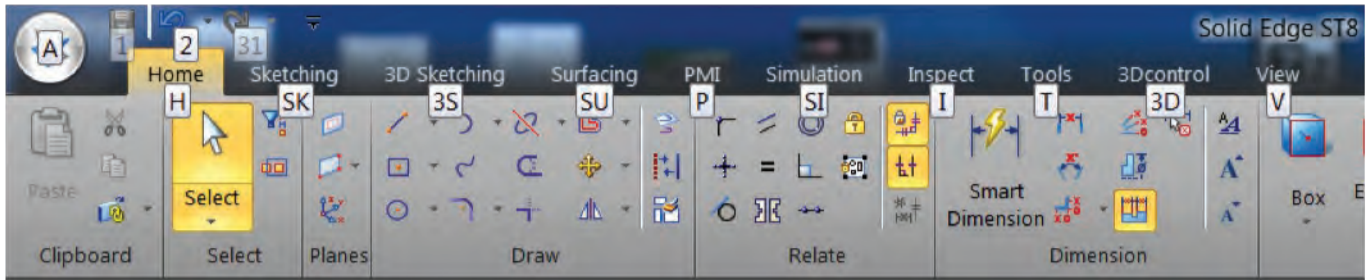 Solid Edge ST8
A 1 2 31
Home Sketching 3D Sketching Surfacing PMI Simulation Inspect Tools 3Dcontrol View
H SK 3S SU P SI I T 3D V
Paste Select Smart Dimension Box
Clipboard Select Planes Draw Relate Dimension